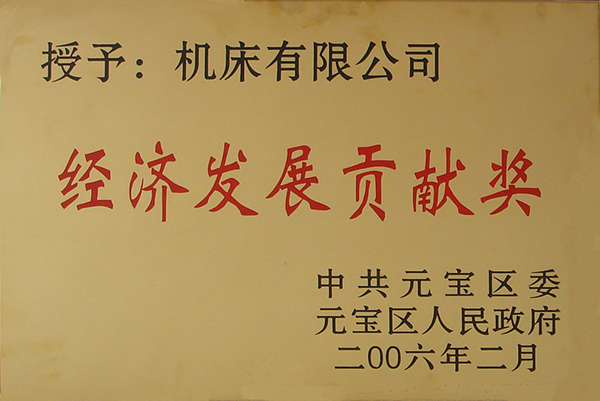 授予：机床有限公司
经济发展贡献奖
中共元宝区委
元宝区人民政府
二00六年二月